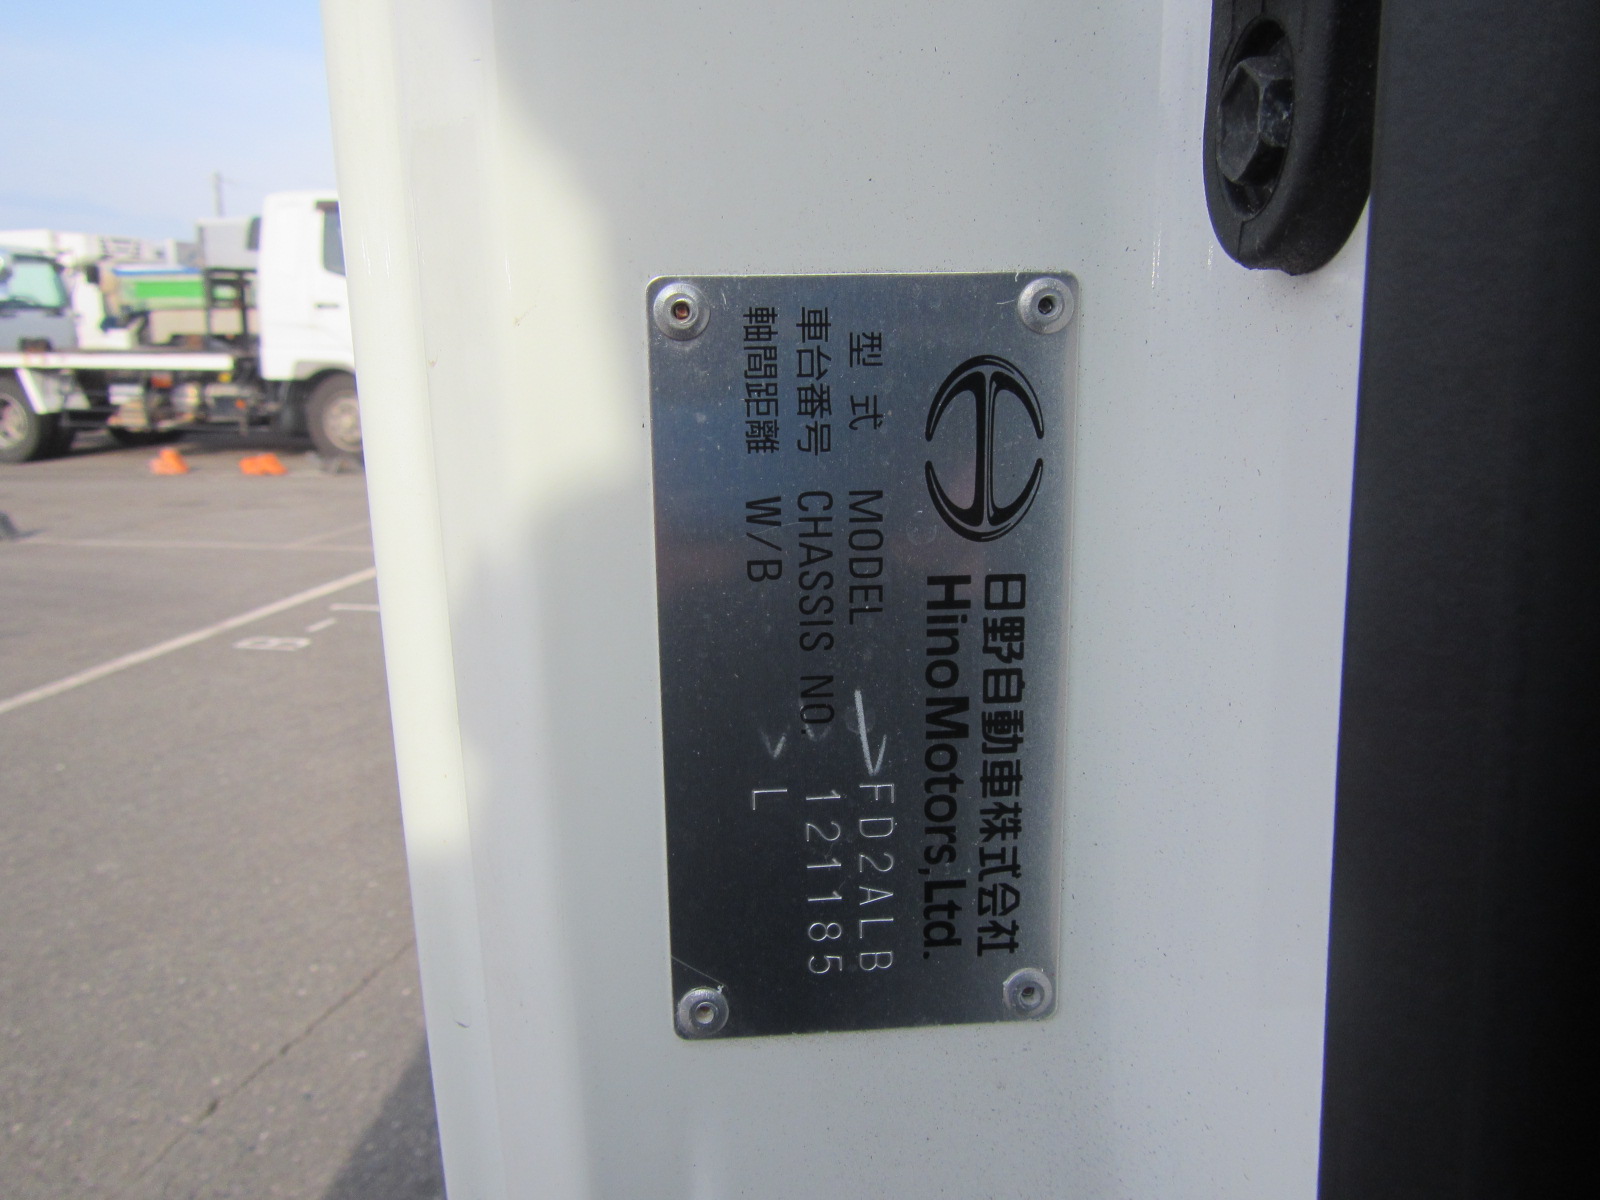 日野自動車株式会社
Hino Motors, Ltd.
型式 MODEL FD2ALB
車台番号 CHASSIS NO. 121185
軸間距離 W/B L